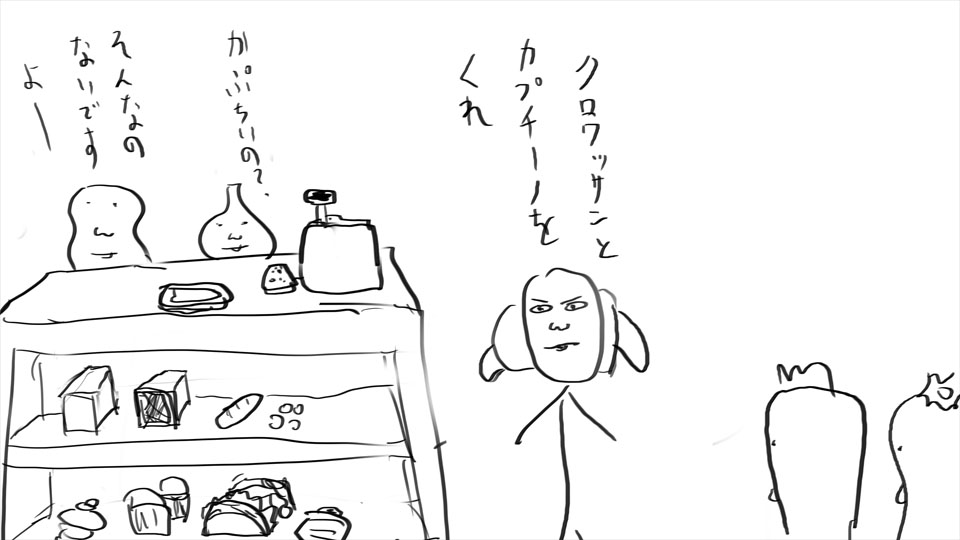 クロワッサンと
カプチーノを
くれ
かぷちいの?
そんなの
ないです
よー